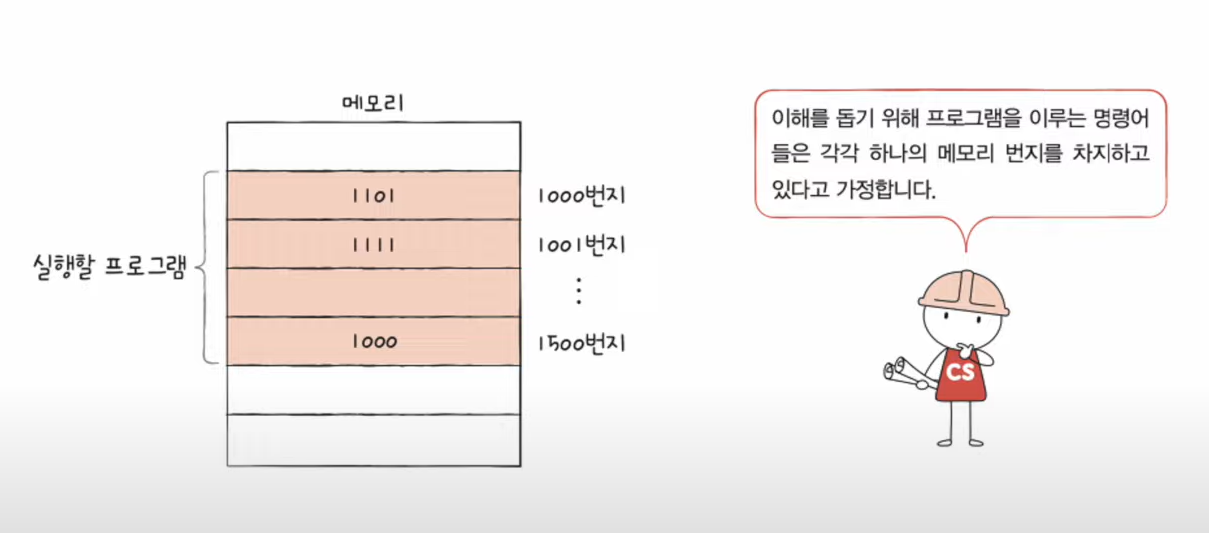 메모리
실행할 프로그램
1101
1000번지
1111
1001번지
⋮
1000
1500번지
이해를 돕기 위해 프로그램을 이루는 명령어
들은 각각 하나의 메모리 번지를 차지하고
있다고 가정합니다.
CS